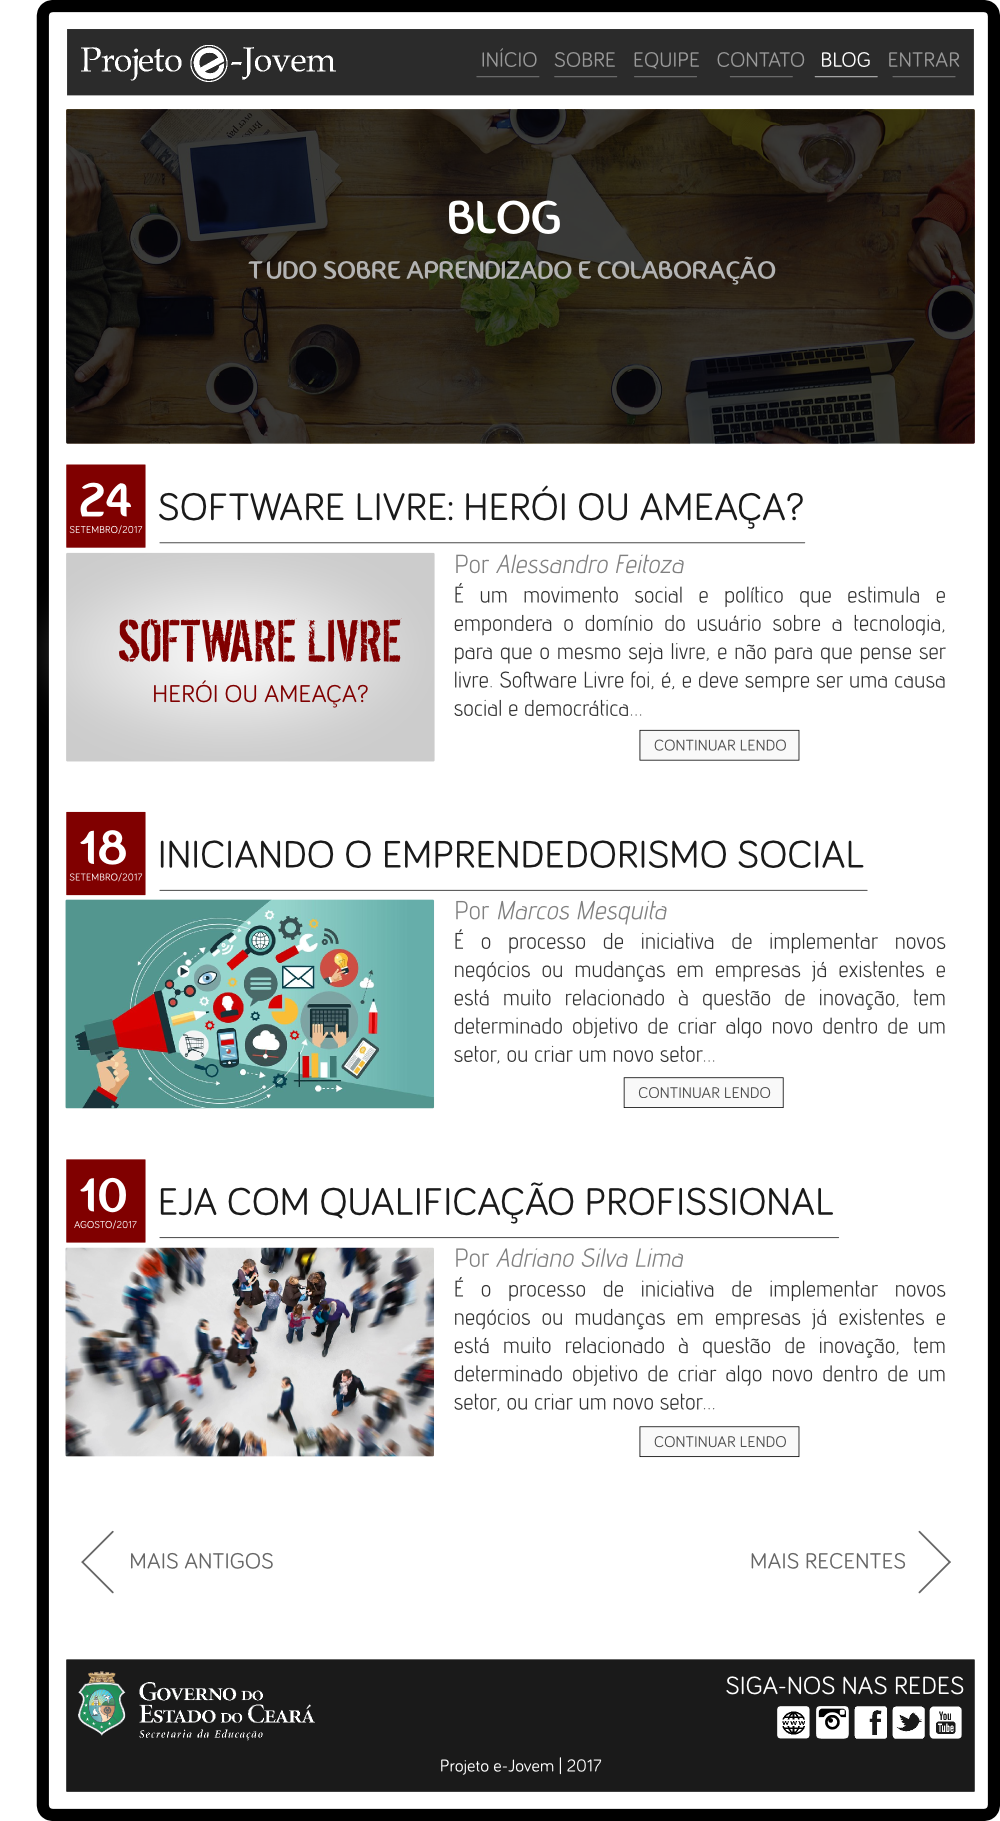 Projeto e-Jovem
INÍCIO SOBRE EQUIPE CONTATO BLOG ENTRAR
BLOG
TUDO SOBRE APRENDIZADO E COLABORAÇÃO
24
SETEMBRO/2017
SOFTWARE LIVRE: HERÓI OU AMEAÇA?
SOFTWARE LIVRE
HERÓI OU AMEAÇA?
Por Alessandro Feitoza
É um movimento social e político que estimula e
empondera o domínio do usuário sobre a tecnologia,
para que o mesmo seja livre, e não para que pense ser
livre. Software Livre foi, é, e deve sempre ser uma causa
social e democrática...
CONTINUAR LENDO
18
SETEMBRO/2017
INICIANDO O EMPRENDEDORISMO SOCIAL
Por Marcos Mesquita
É o processo de iniciativa de implementar novos
negócios ou mudanças em empresas já existentes e
está muito relacionado à questão de inovação, tem
determinado objetivo de criar algo novo dentro de um
setor, ou criar um novo setor...
CONTINUAR LENDO
10
AGOSTO/2017
EJA COM QUALIFICAÇÃO PROFISSIONAL
Por Adriano Silva Lima
É o processo de iniciativa de implementar novos
negócios ou mudanças em empresas já existentes e
está muito relacionado à questão de inovação, tem
determinado objetivo de criar algo novo dentro de um
setor, ou criar um novo setor...
CONTINUAR LENDO
MAIS ANTIGOS
MAIS RECENTES
GOVERNO DO
ESTADO DO CEARÁ
Secretaria da Educação
SIGA-NOS NAS REDES
WWW
You
Tube
Projeto e-Jovem | 2017